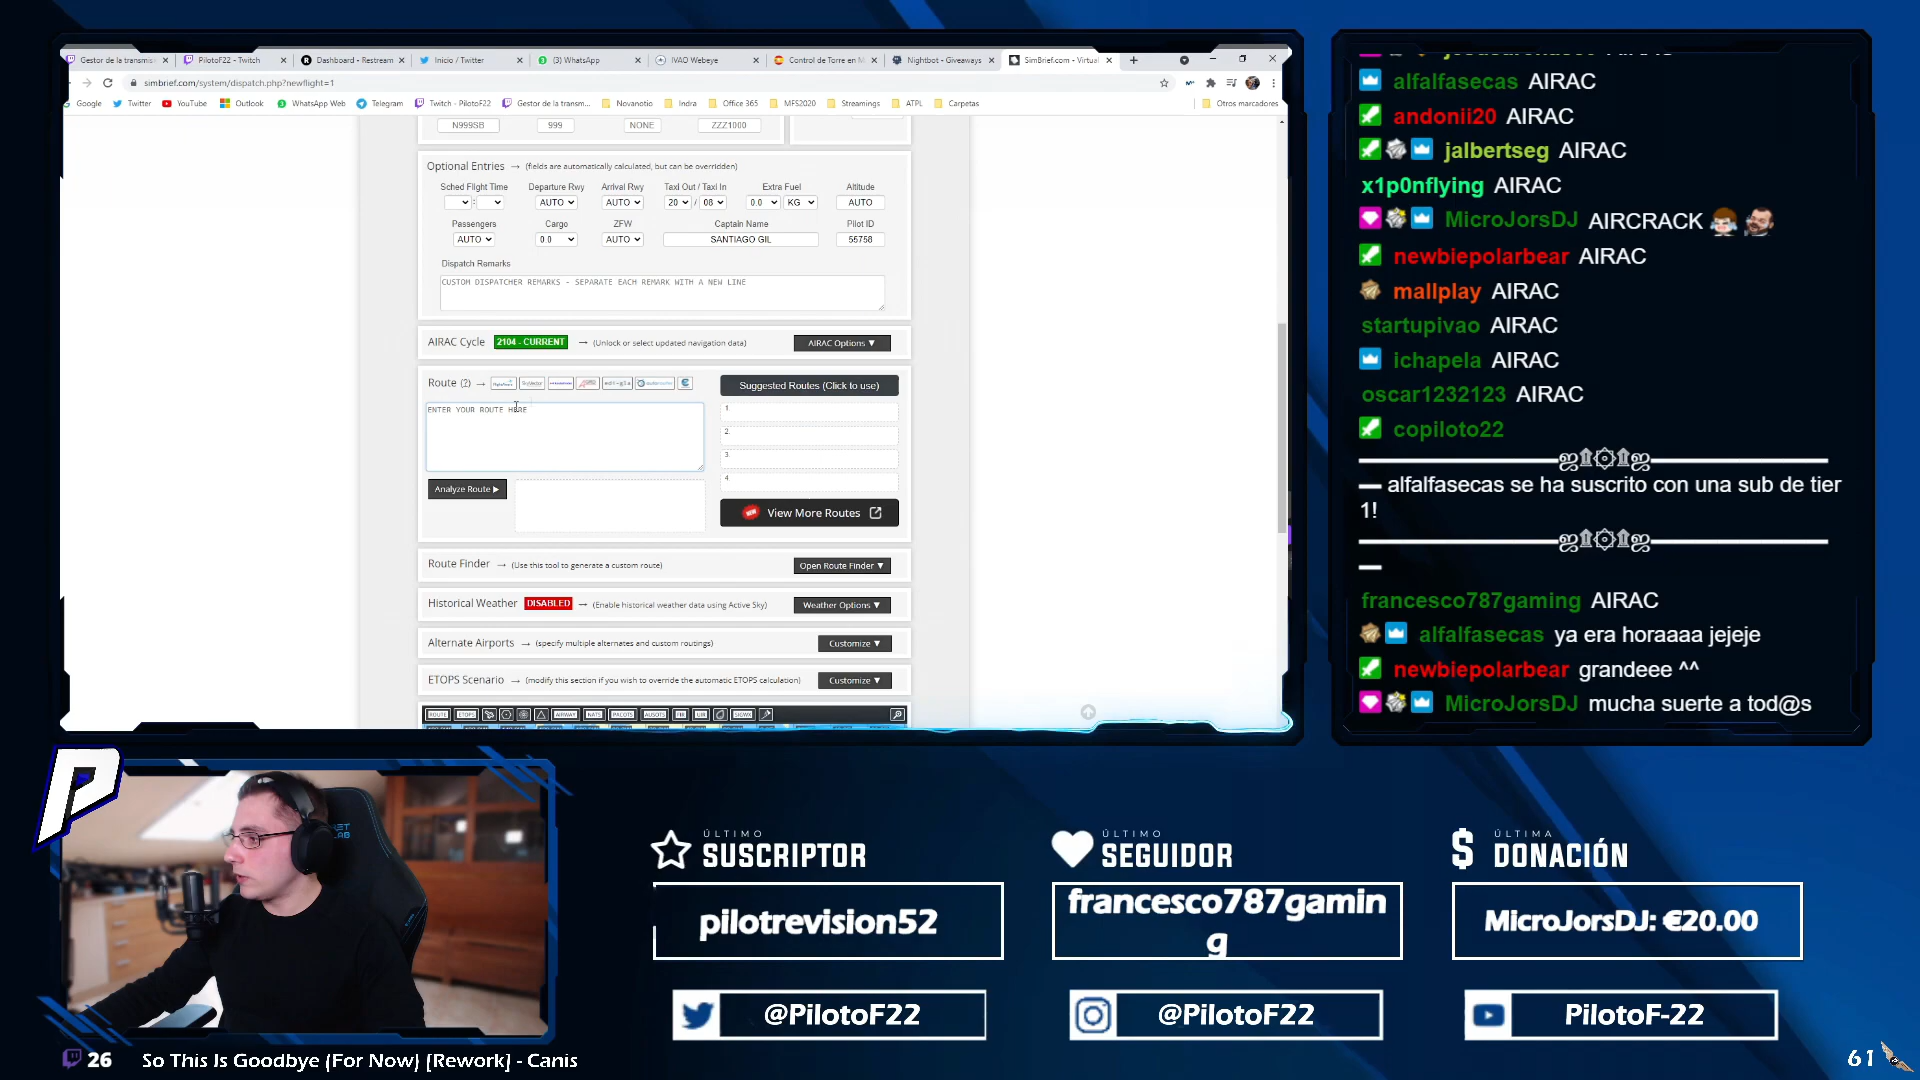 Gestor de la transmis
PilotoF22 - Twitch
Dashboard - Restream
Inicio / Twitter
(3) WhatsApp
IVAO Webeye
Control de Torre en M
Nightbot - Giveaways
SimBrief.com - Virtual
simbrief.com/system/dispatch.php?newflight=1
Google
Twitter
YouTube
Outlook
WhatsApp Web
Telegram
Twitch - PilotoF22
Gestor de la transm...
Novanotio
Indra
Office 365
MFS2020
Streamings
ATPL
Carpetas
Otros marcadores
N999SB
999
NONE
ZZZ1000
Optional Entries → (fields are automatically calculated, but can be overridden)
Sched Flight Time
Departure Rwy
Arrival Rwy
Taxi Out / Taxi In
Extra Fuel
Altitude
:
AUTO
AUTO
20 / 08
0.0
KG
AUTO
Passengers
Cargo
ZFW
Captain Name
Pilot ID
AUTO
0.0
AUTO
SANTIAGO GIL
55758
Dispatch Remarks
CUSTOM DISPATCHER REMARKS - SEPARATE EACH REMARK WITH A NEW LINE
AIRAC Cycle 2104 - CURRENT → (Unlock or select updated navigation data)
AIRAC Options ▼
Route (?) →
Suggested Routes (Click to use)
ENTER YOUR ROUTE HERE
1.
2.
3.
4.
Analyze Route ▶
NEW View More Routes
Route Finder → (Use this tool to generate a custom route)
Open Route Finder ▼
Historical Weather DISABLED → (Enable historical weather data using Active Sky)
Weather Options ▼
Alternate Airports → (specify multiple alternates and custom routings)
Customize ▼
ETOPS Scenario → (modify this section if you wish to override the automatic ETOPS calculation)
Customize ▼
ROUTE
ETOPS
AIRWAY
NATS
PACOTS
AUSOTS
FIR
UIR
SIGWX
alfalfasecas AIRAC
andonii20 AIRAC
jalbertseg AIRAC
x1p0nflying AIRAC
MicroJorsDJ AIRCRACK
newbiepolarbear AIRAC
mallplay AIRAC
startupivao AIRAC
ichapela AIRAC
oscar1232123 AIRAC
copiloto22
alfalfasecas se ha suscrito con una sub de tier
1!
francesco787gaming AIRAC
alfalfasecas ya era horaaaa jejeje
newbiepolarbear grandeee ^^
MicroJorsDJ mucha suerte a tod@s
P
ÚLTIMO
SUSCRIPTOR
pilotrevision52
ÚLTIMO
SEGUIDOR
francesco787gamin
g
ÚLTIMA
DONACIÓN
MicroJorsDJ: €20.00
@PilotoF22
@PilotoF22
PilotoF-22
26
So This Is Goodbye (For Now) [Rework] - Canis
61